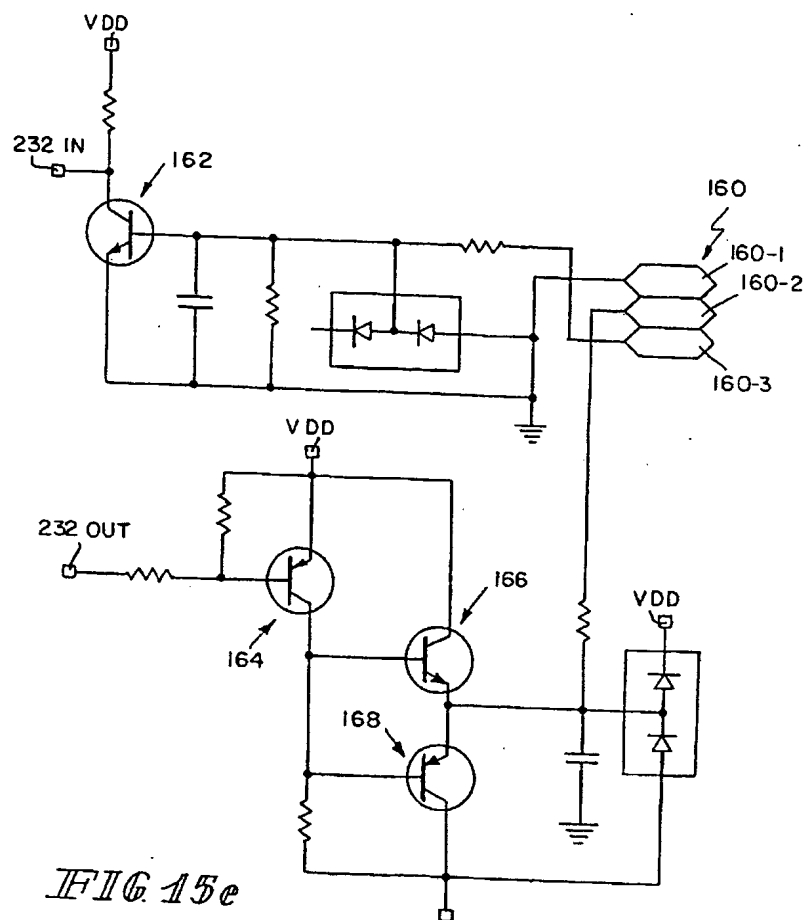 VDD
232 IN
162
160
160-1
160-2
160-3
VDD
232 OUT
166
VDD
164
168
FIG. 15e